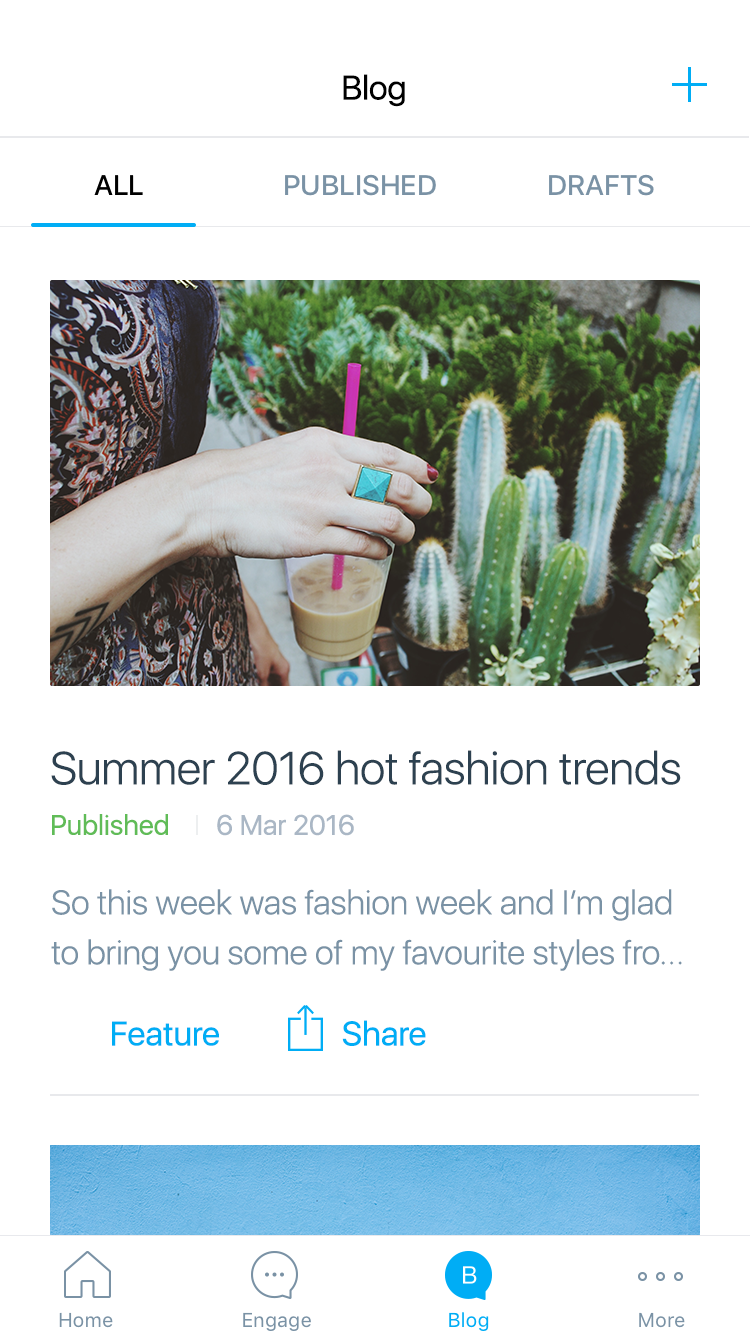 Blog
ALL PUBLISHED DRAFTS
Summer 2016 hot fashion trends
Published 6 Mar 2016
So this week was fashion week and I’m glad
to bring you some of my favourite styles fro...
Feature Share
B
Home Engage Blog More